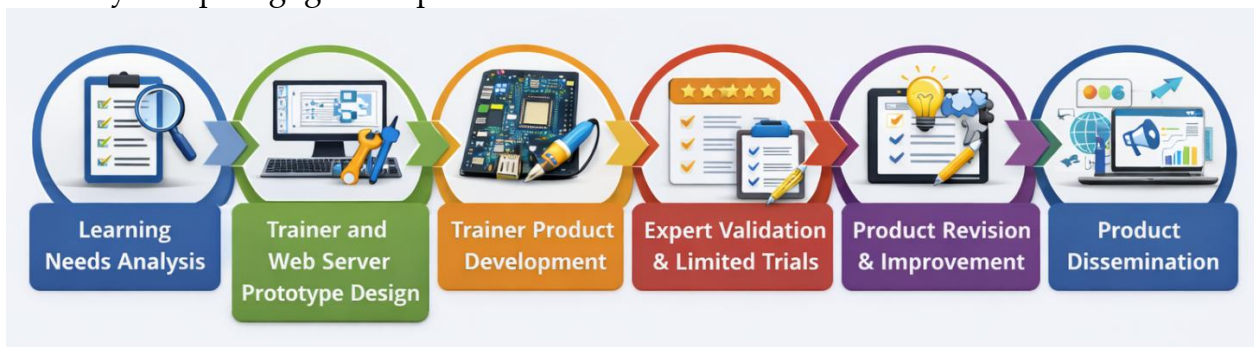 Learning
Needs Analysis
Trainer and
Web Server
Prototype Design
Trainer Product
Development
Expert Validation
& Limited Trials
Product Revision
& Improvement
Product
Dissemination